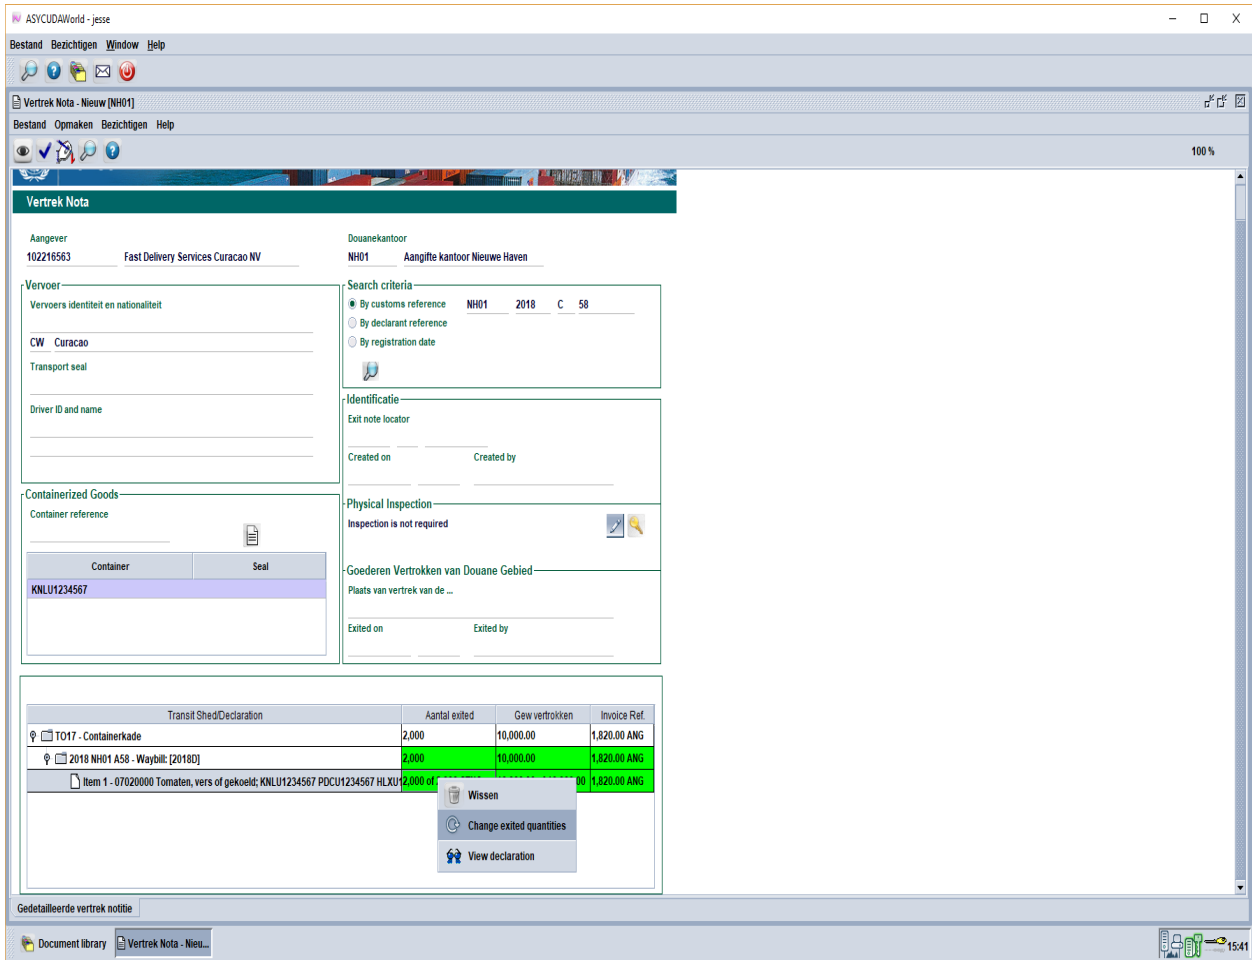 ASYCUDAWorld - jesse
Bestand Bezichtigen Window Help
Vertrek Nota - Nieuw [NH01]
Bestand Opmaken Bezichtigen Help
100 %
Vertrek Nota
Aangever Douanekantoor
102216563 Fast Delivery Services Curacao NV NH01 Aangifte kantoor Nieuwe Haven
Vervoer
Vervoers identiteit en nationaliteit
CW Curacao
Transport seal
Driver ID and name
Search criteria
By customs reference NH01 2018 C 58
By declarant reference
By registration date
Identificatie
Exit note locator
Created on Created by
Containerized Goods
Container reference
Container Seal
KNLU1234567
Physical Inspection
Inspection is not required
Goederen Vertrokken van Douane Gebied
Plaats van vertrek van de ...
Exited on Exited by
Transit Shed/Declaration Aantal exited Gew vertrokken Invoice Ref.
TO17 - Containerkade 2,000 10,000.00 1,820.00 ANG
2018 NH01 A58 - Waybill: [2018D] 2,000 10,000.00 1,820.00 ANG
Item 1 - 07020000 Tomaten, vers of gekoeld; KNLU1234567 PDCU1234567 HLXU1 2,000 of 00 1,820.00 ANG
Wissen
Change exited quantities
View declaration
Gedetailleerde vertrek notitie
Document library Vertrek Nota - Nieu... 15:41